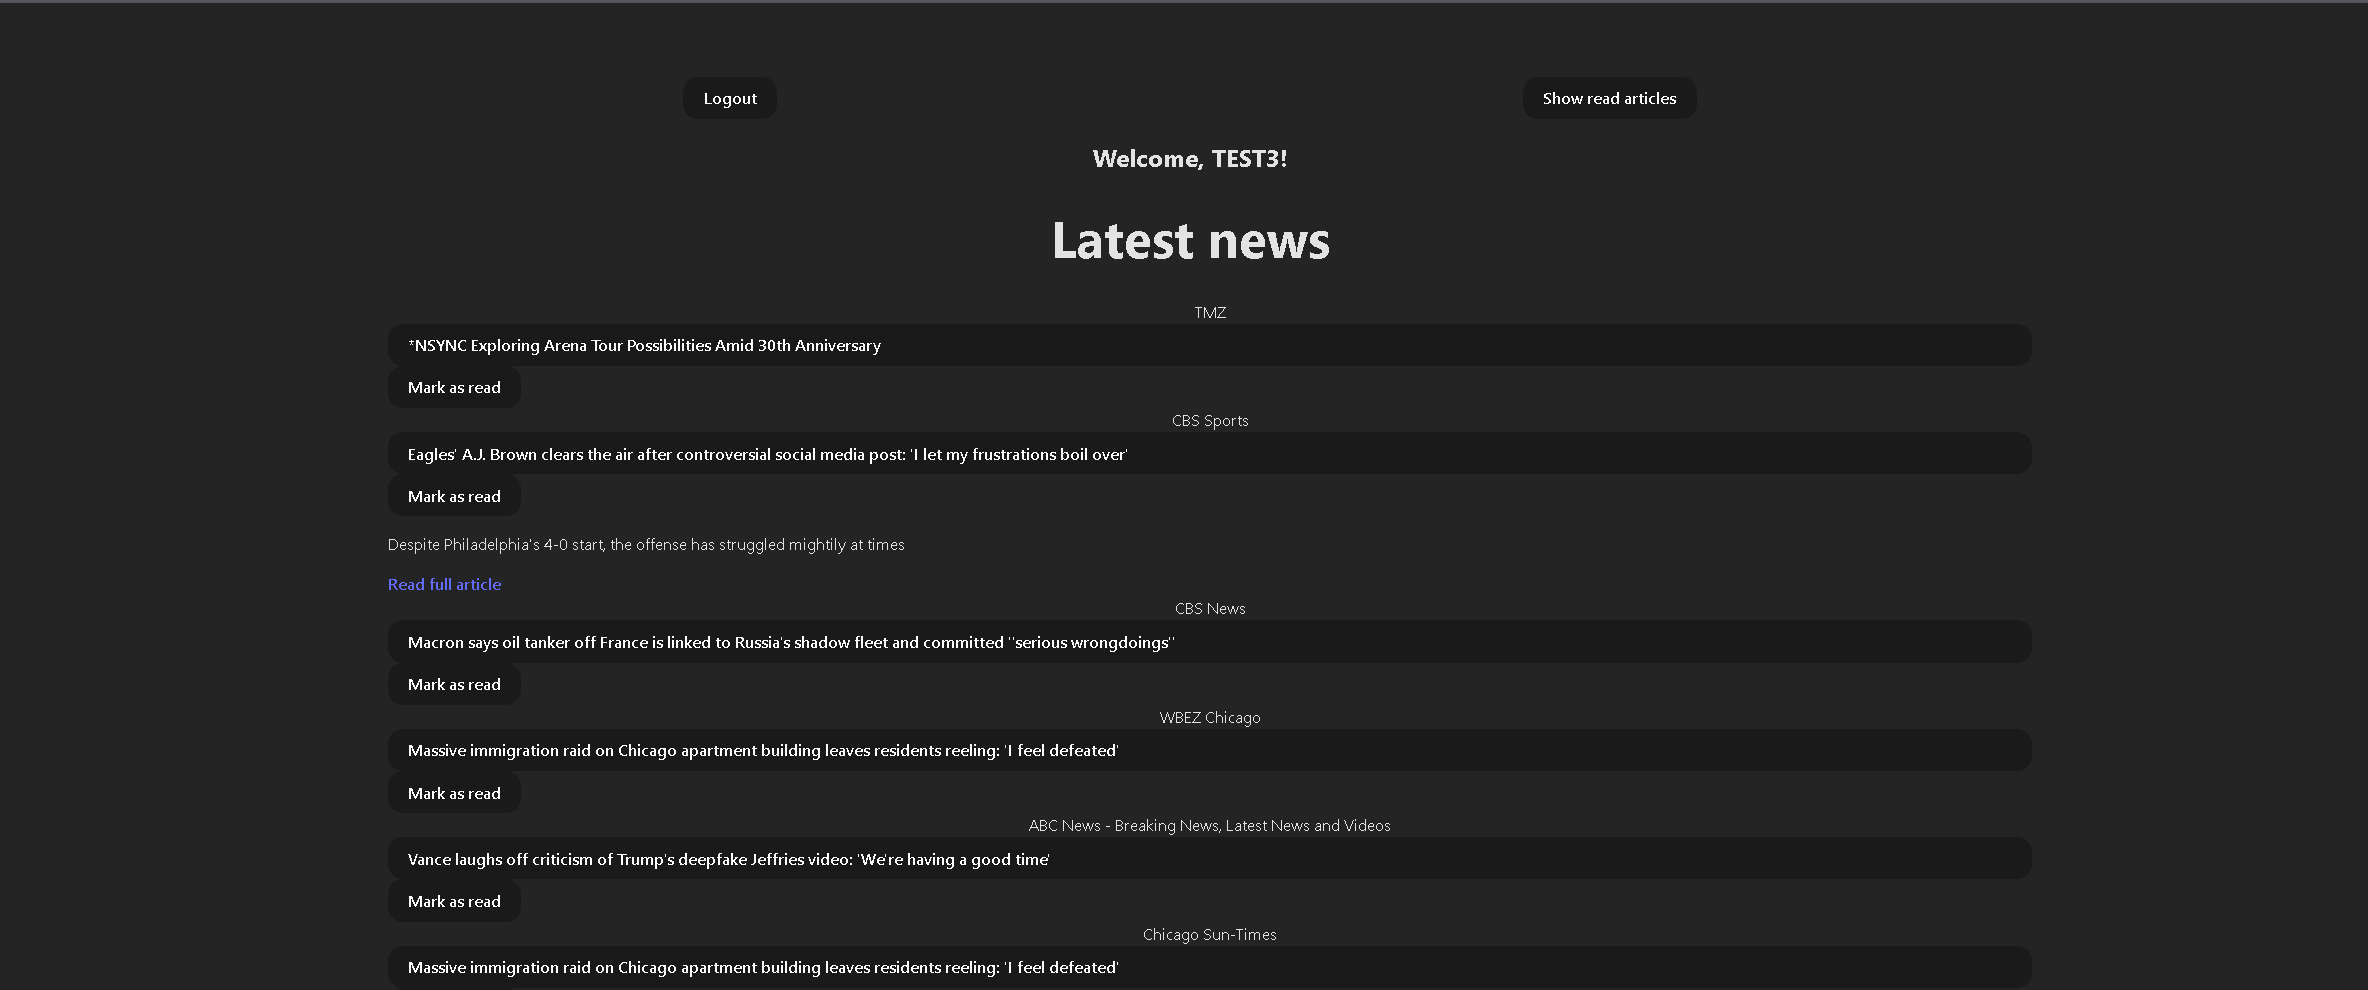 Logout
Show read articles
Welcome, TEST3!
Latest news
TMZ
*NSYNC Exploring Arena Tour Possibilities Amid 30th Anniversary
Mark as read
CBS Sports
Eagles' A.J. Brown clears the air after controversial social media post: 'I let my frustrations boil over'
Mark as read
Despite Philadelphia's 4-0 start, the offense has struggled mightily at times
Read full article
CBS News
Macron says oil tanker off France is linked to Russia's shadow fleet and committed "serious wrongdoings"
Mark as read
WBEZ Chicago
Massive immigration raid on Chicago apartment building leaves residents reeling: 'I feel defeated'
Mark as read
ABC News - Breaking News, Latest News and Videos
Vance laughs off criticism of Trump's deepfake Jeffries video: 'We're having a good time'
Mark as read
Chicago Sun-Times
Massive immigration raid on Chicago apartment building leaves residents reeling: 'I feel defeated'